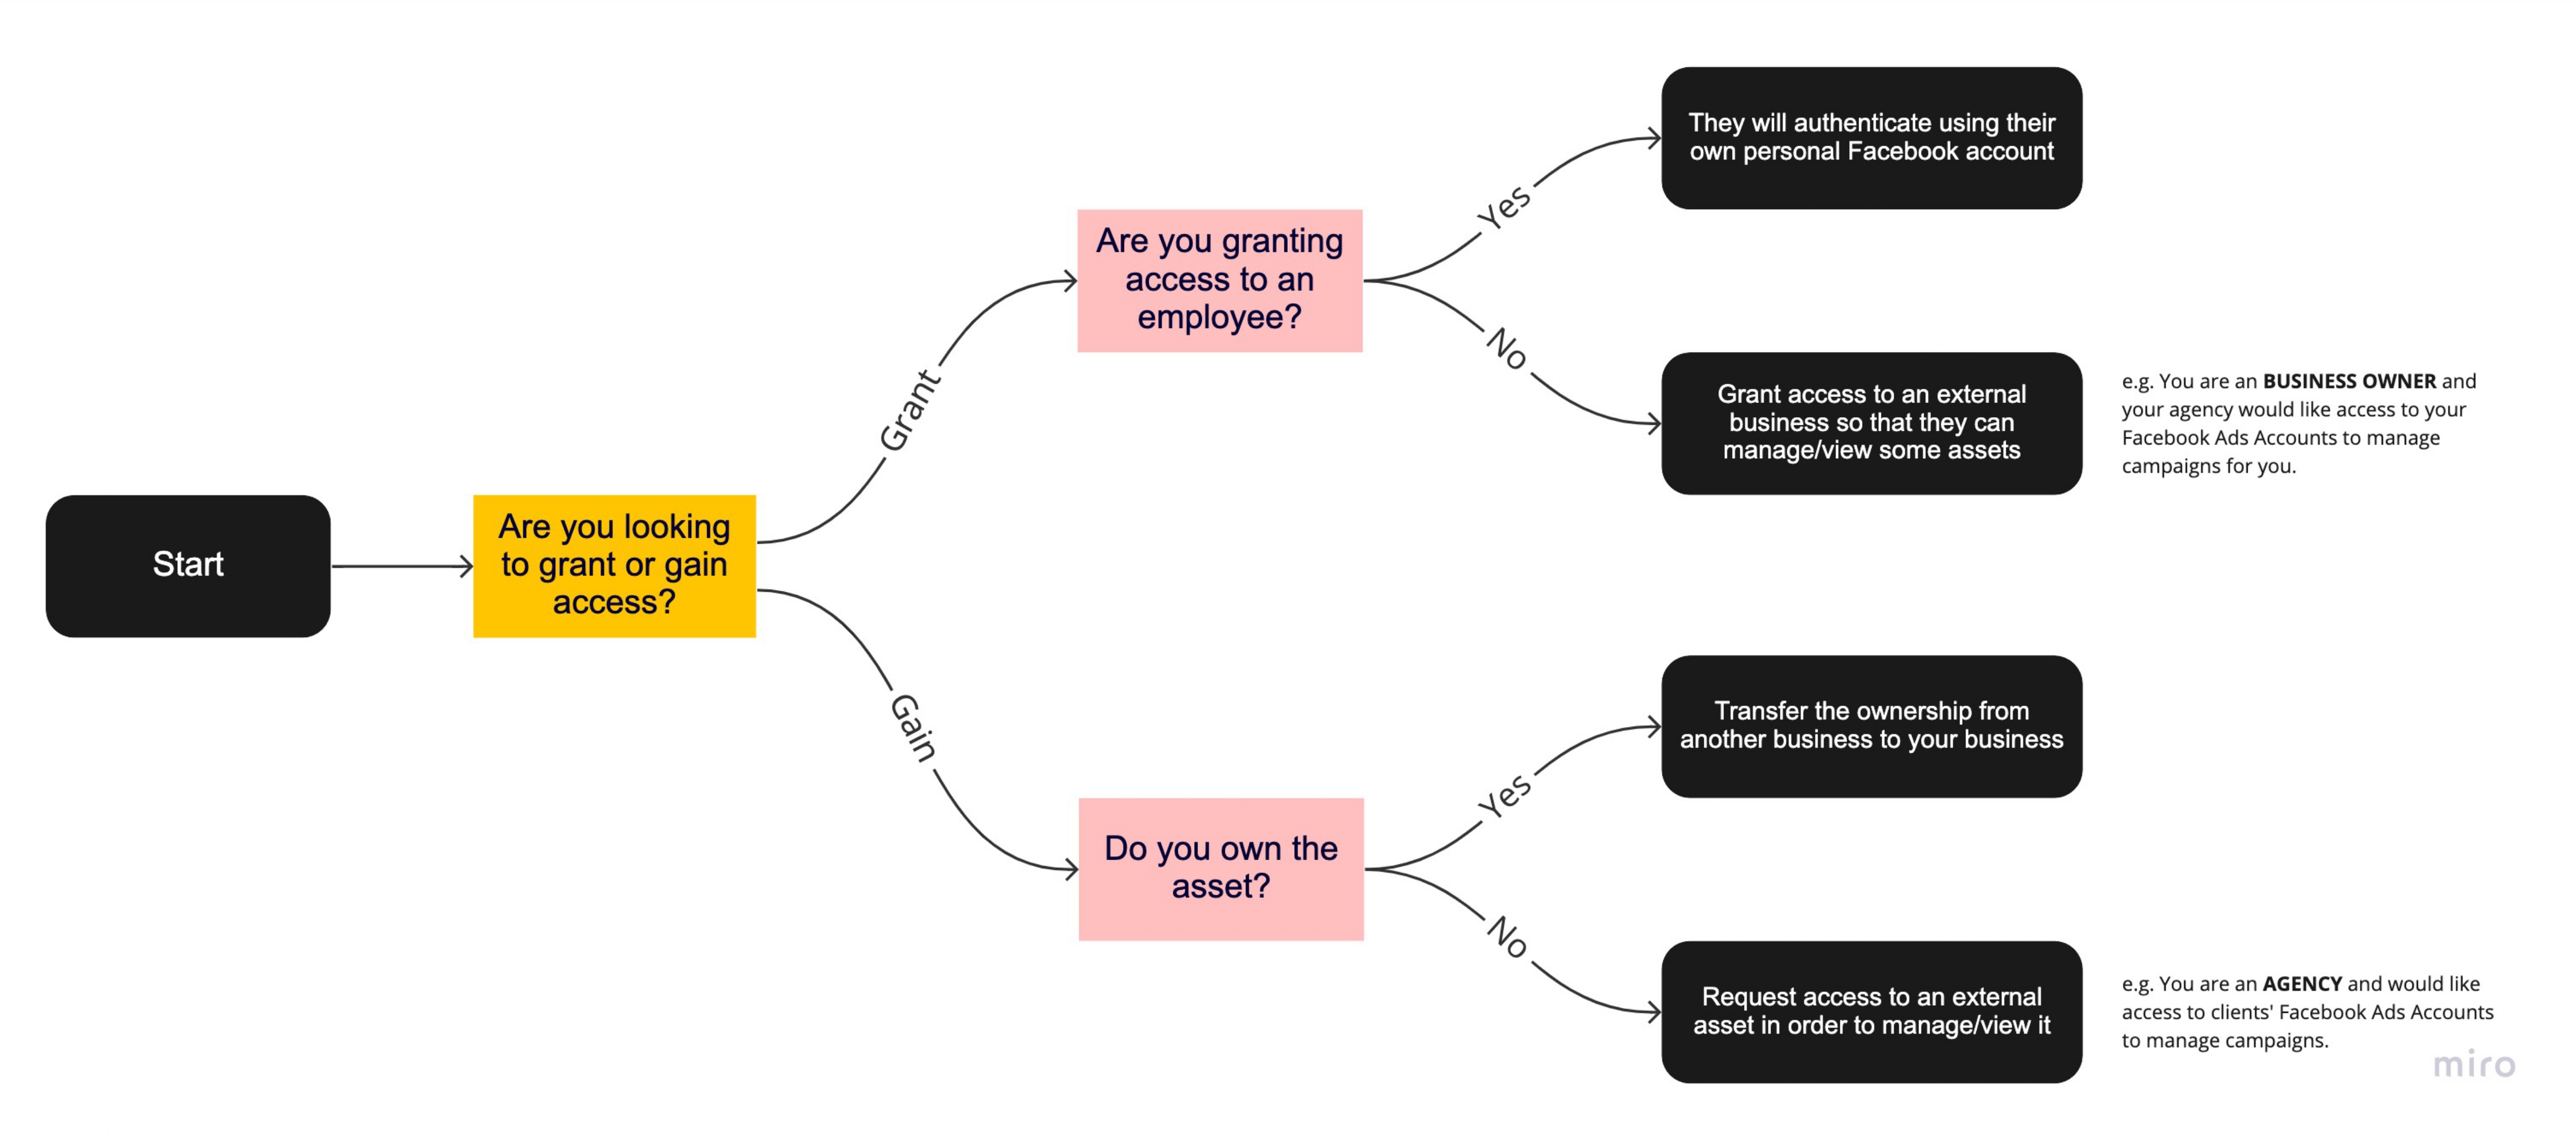 Start
Are you looking
to grant or gain
access?
Grant
Gain
Are you granting
access to an
employee?
Yes
No
They will authenticate using their
own personal Facebook account
Grant access to an external
business so that they can
manage/view some assets
e.g. You are an BUSINESS OWNER and
your agency would like access to your
Facebook Ads Accounts to manage
campaigns for you.
Do you own the
asset?
Yes
No
Transfer the ownership from
another business to your business
Request access to an external
asset in order to manage/view it
e.g. You are an AGENCY and would like
access to clients' Facebook Ads Accounts
to manage campaigns.
miro